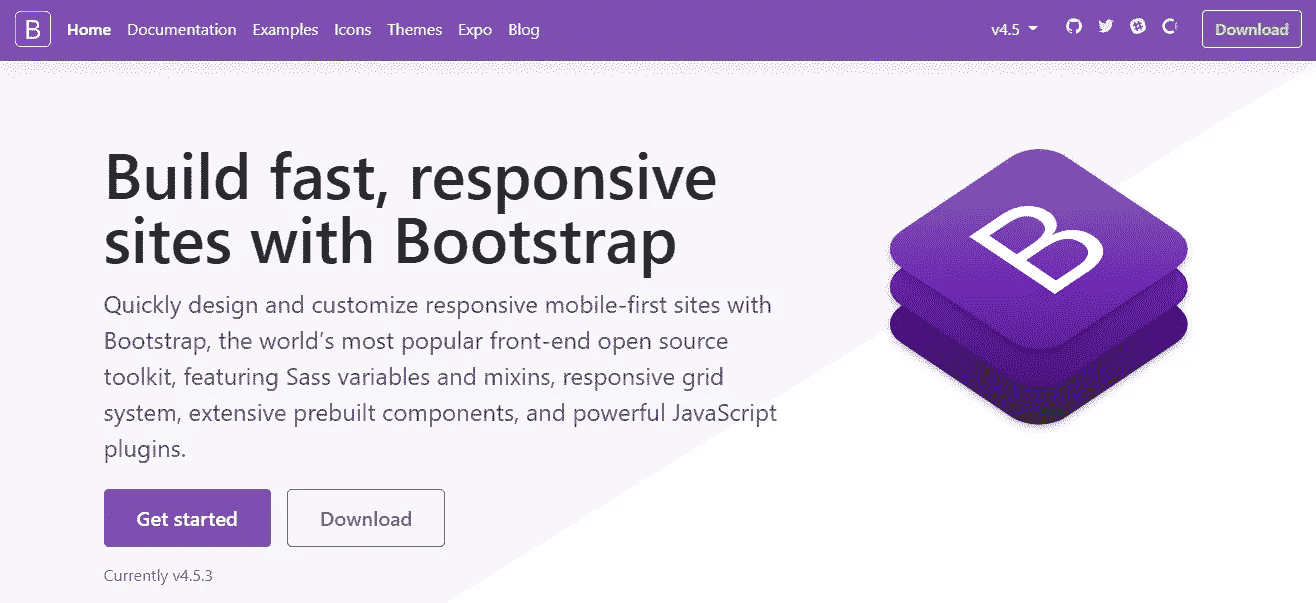 B Home Documentation Examples Icons Themes Expo Blog v4.5 Download
Build fast, responsive
sites with Bootstrap
B
Quickly design and customize responsive mobile-first sites with
Bootstrap, the world’s most popular front-end open source
toolkit, featuring Sass variables and mixins, responsive grid
system, extensive prebuilt components, and powerful JavaScript
plugins.
Get started Download
Currently v4.5.3